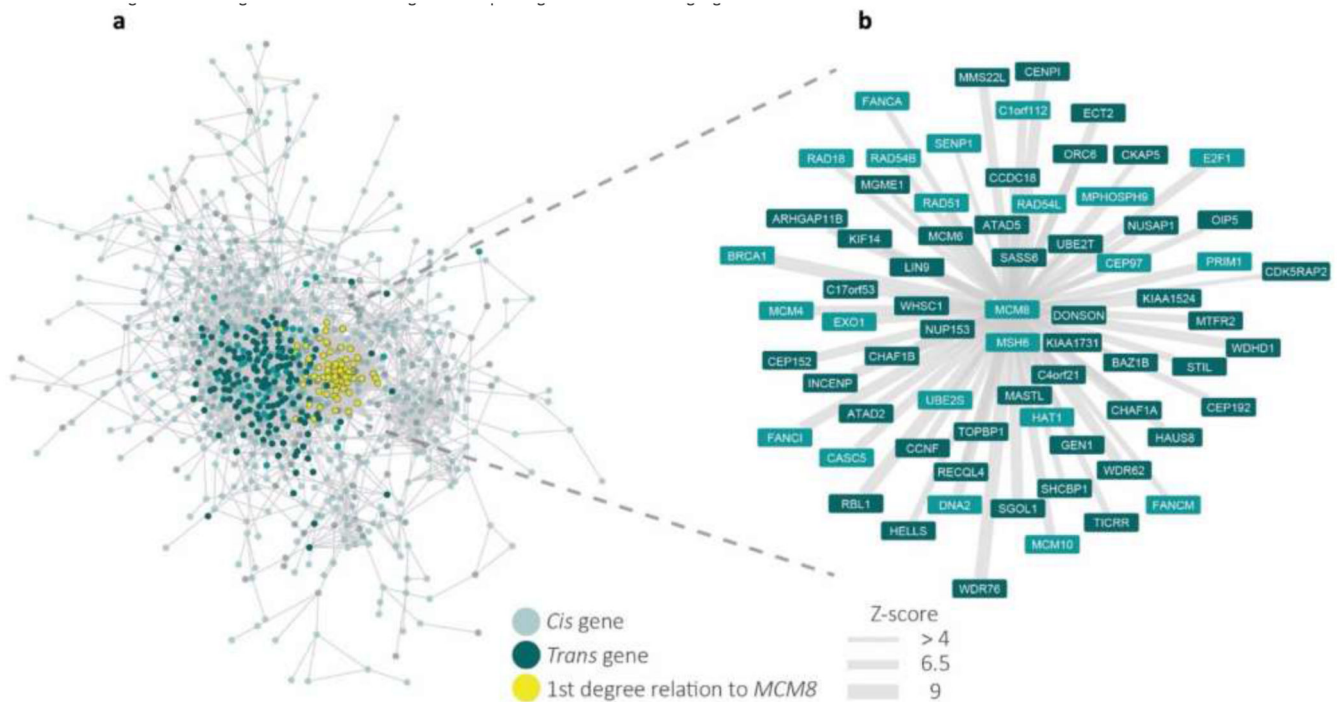 a
b
MMS22L
CENPI
FANCA
C1orf112
ECT2
SENP1
RAD18
RAD54B
ORC6
CKAP5
E2F1
MGME1
CCDC18
RAD51
RAD54L
MPHOSPH9
ARHGAP11B
KIF14
MCM6
ATAD5
NUSAP1
OIP5
BRCA1
LIN9
SASS6
UBE2T
CEP97
PRIM1
CDK5RAP2
C17orf53
WHSC1
MCM8
DONSON
KIAA1524
MCM4
EXO1
NUP153
MTFR2
MSH6
KIAA1731
CEP152
CHAF1B
BAZ1B
STIL
WDHD1
INCENP
C4orf21
ATAD2
UBE2S
MASTL
HAT1
CHAF1A
CEP192
FANCI
CASC5
CCNF
TOPBP1
GEN1
HAUS8
RECQL4
WDR62
RBL1
DNA2
SGOL1
SHCBP1
FANCM
HELLS
TICRR
MCM10
WDR76
Cis gene
Trans gene
1st degree relation to MCM8
Z-score
> 4
6.5
9